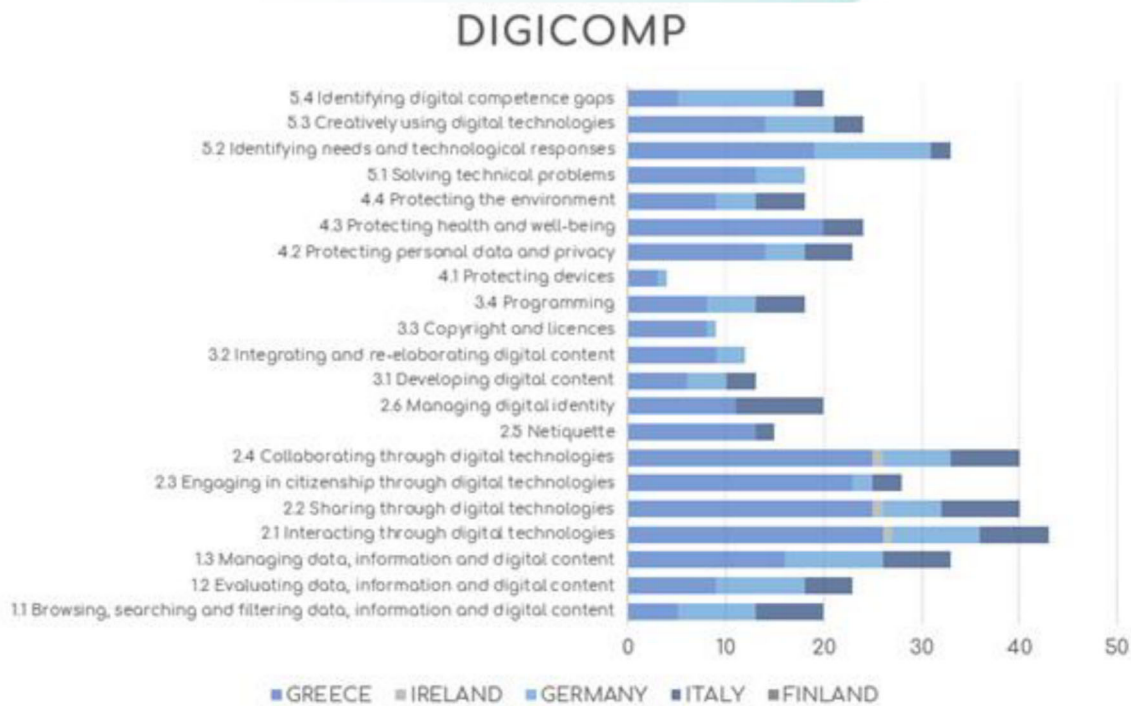 DIGICOMP
5.4 Identifying digital competence gaps
5.3 Creatively using digital technologies
5.2 Identifying needs and technological responses
5.1 Solving technical problems
4.4 Protecting the environment
4.3 Protecting health and well-being
4.2 Protecting personal data and privacy
4.1 Protecting devices
3.4 Programming
3.3 Copyright and licences
3.2 Integrating and re-elaborating digital content
3.1 Developing digital content
2.6 Managing digital identity
2.5 Netiquette
2.4 Collaborating through digital technologies
2.3 Engaging in citizenship through digital technologies
2.2 Sharing through digital technologies
2.1 Interacting through digital technologies
1.3 Managing data, information and digital content
1.2 Evaluating data, information and digital content
1.1 Browsing, searching and filtering data, information and digital content
0 10 20 30 40 50
GREECE IRELAND GERMANY ITALY FINLAND